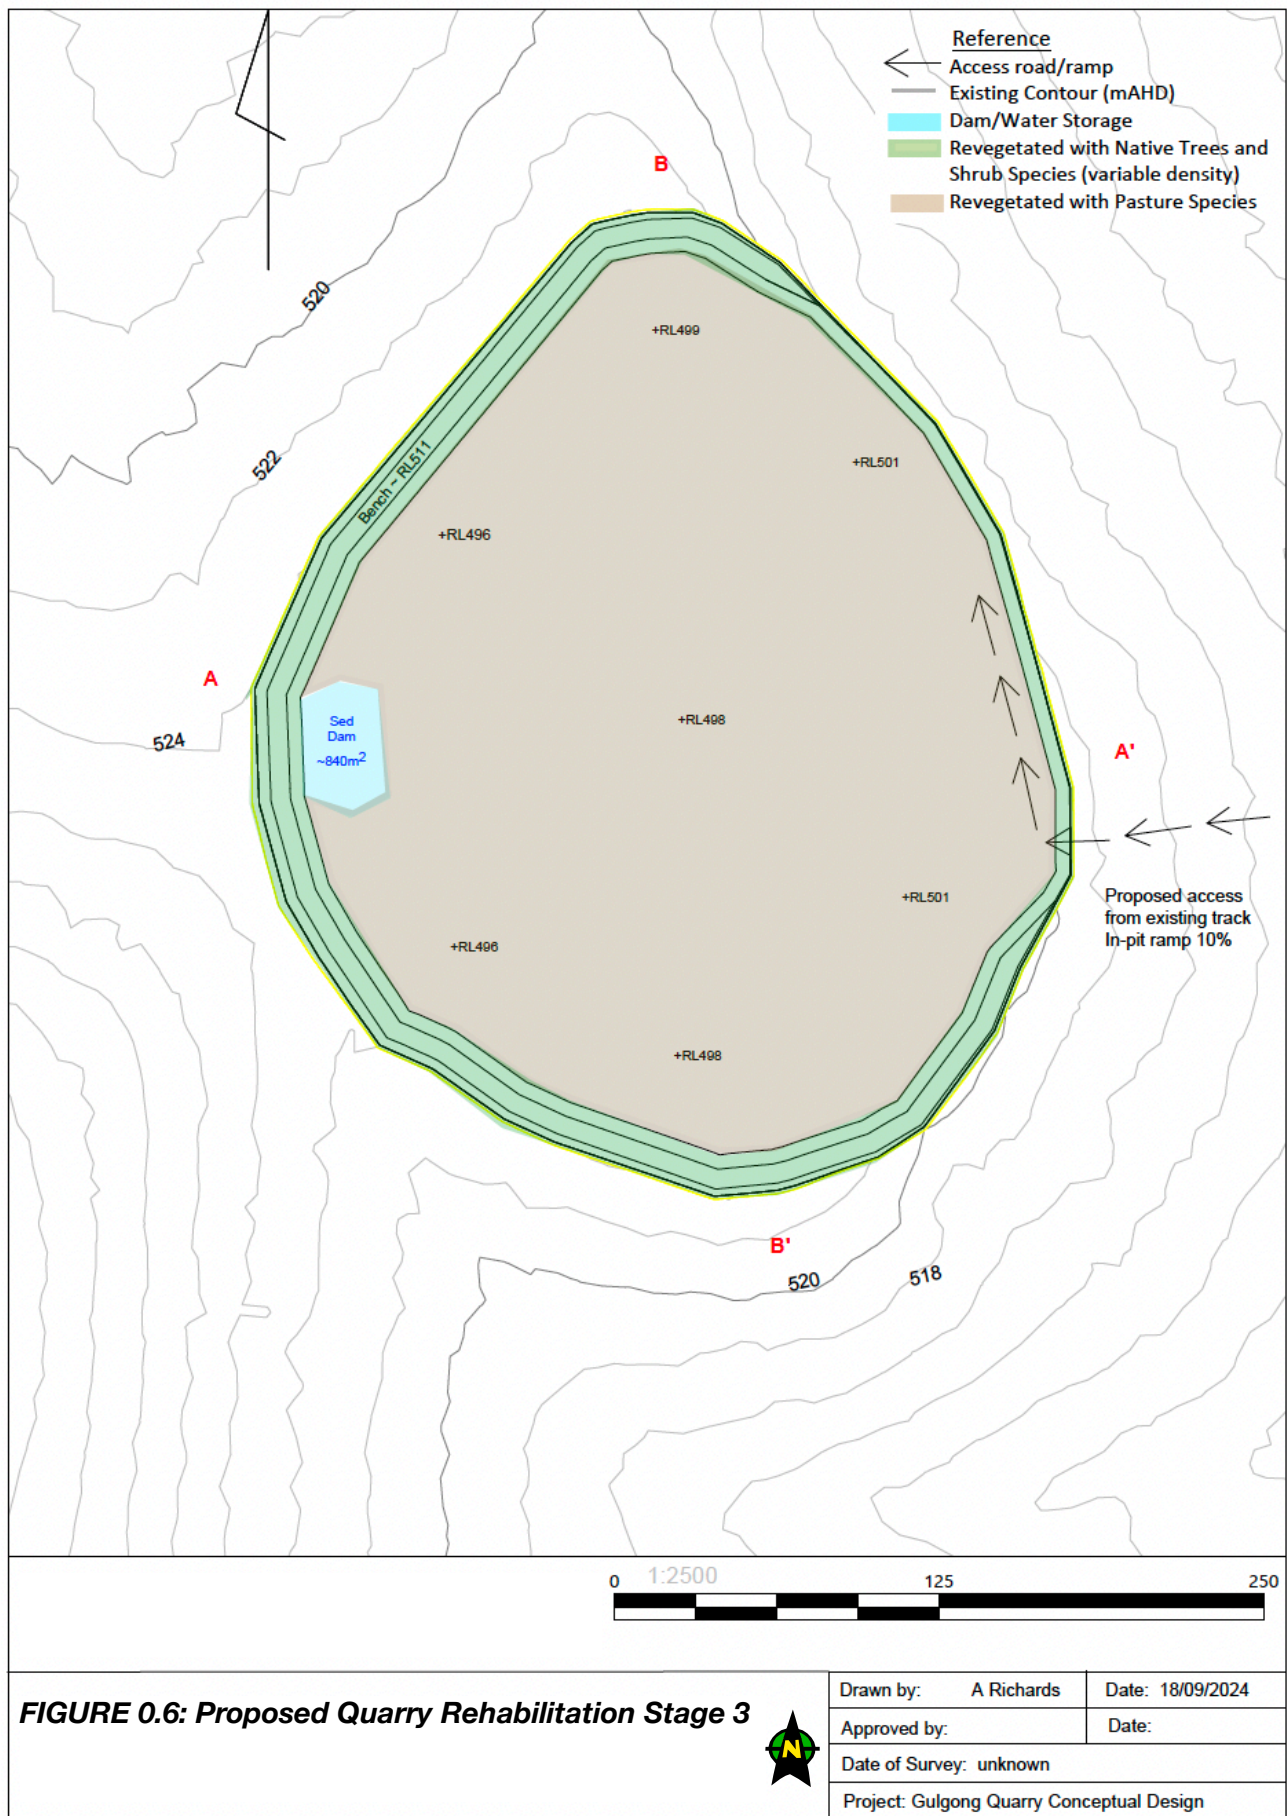 Reference
Access road/ramp
Existing Contour (mAHD)
Dam/Water Storage
Revegetated with Native Trees and
Shrub Species (variable density)
Revegetated with Pasture Species
B
520
+RL499
522
Bench ~ RL511
+RL501
+RL496
A
524
Sed
Dam
~840m²
+RL498
A'
+RL501
Proposed access
from existing track
In-pit ramp 10%
+RL496
+RL498
B'
520
518
0 1:2500 125 250
FIGURE 0.6: Proposed Quarry Rehabilitation Stage 3
N
Drawn by: A Richards Date: 18/09/2024
Approved by: Date:
Date of Survey: unknown
Project: Gulgong Quarry Conceptual Design